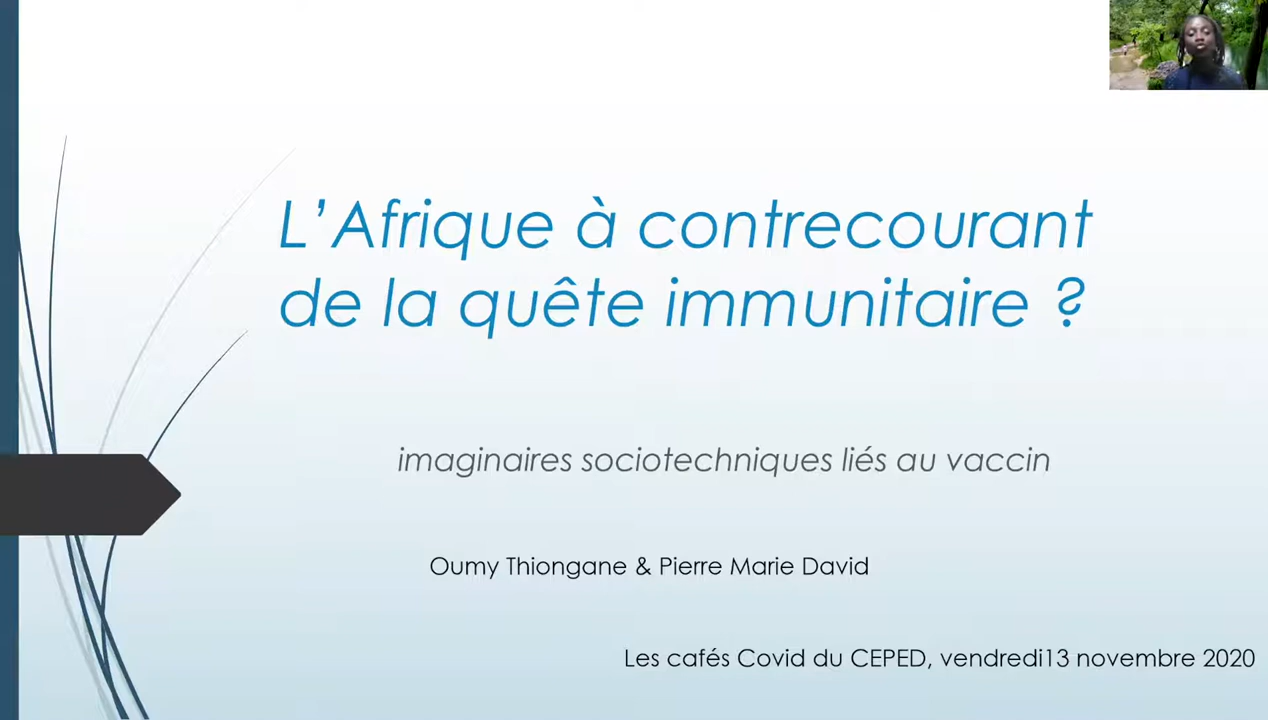 L’Afrique à contrecourant
de la quête immunitaire ?
imaginaires sociotechniques liés au vaccin
Oumy Thiongane & Pierre Marie David
Les cafés Covid du CEPED, vendredi13 novembre 2020